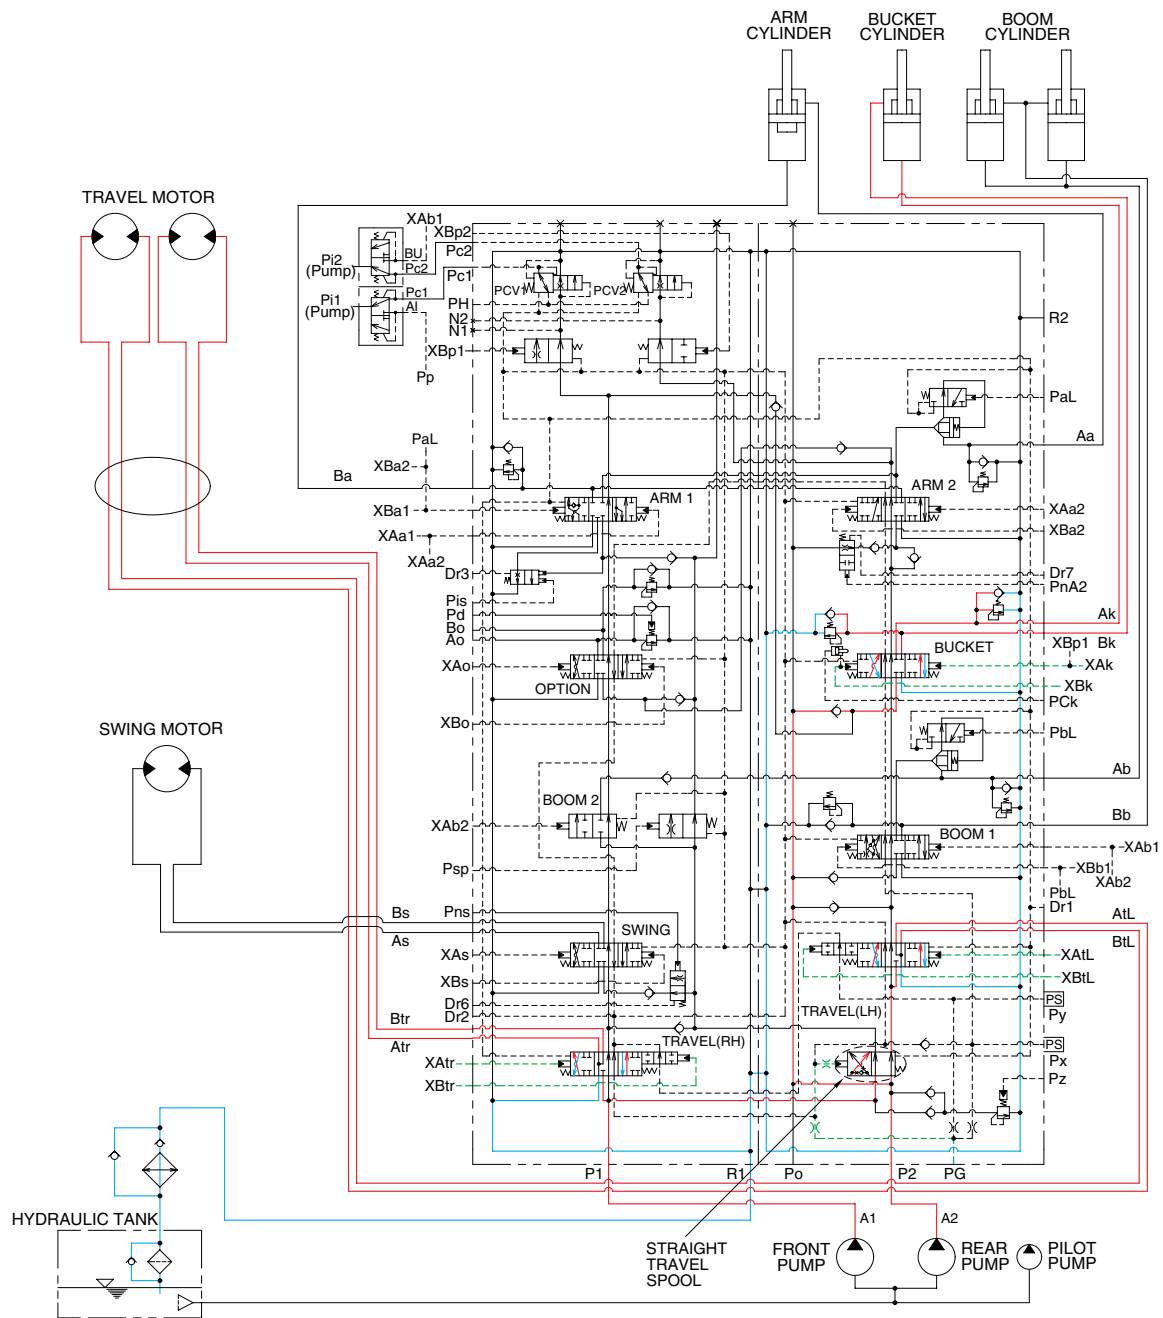 ARM
CYLINDER
BUCKET
CYLINDER
BOOM
CYLINDER
TRAVEL MOTOR
XAb1
XBp2
Pc2
Pc1
Pi2
(Pump)
BU
Pc2
Pi1
(Pump)
Pc1
AI
PCV1
PCV2
PH
N2
N1
XBp1
Pp
R2
PaL
Aa
PaL
XBa2
Ba
XBa1
XAa1
XAa2
ARM 1
ARM 2
XAa2
XBa2
Dr3
Pis
Pd
Bo
Ao
XAo
OPTION
XBo
Dr7
PnA2
Ak
XBp1 Bk
BUCKET
XAk
XBk
PCk
PbL
Ab
Bb
SWING MOTOR
BOOM 2
XAb2
Psp
BOOM 1
XAb1
XBb1
XAb2
PbL
Dr1
AtL
BtL
Bs
As
Pns
SWING
XAs
XBs
Dr6
Dr2
XAtL
XBtL
TRAVEL(LH)
PS
Py
PS
Px
Pz
Btr
Atr
TRAVEL(RH)
XAtr
XBtr
P1
R1
Po
P2
PG
HYDRAULIC TANK
STRAIGHT
TRAVEL
SPOOL
A1
A2
FRONT
PUMP
REAR
PUMP
PILOT
PUMP